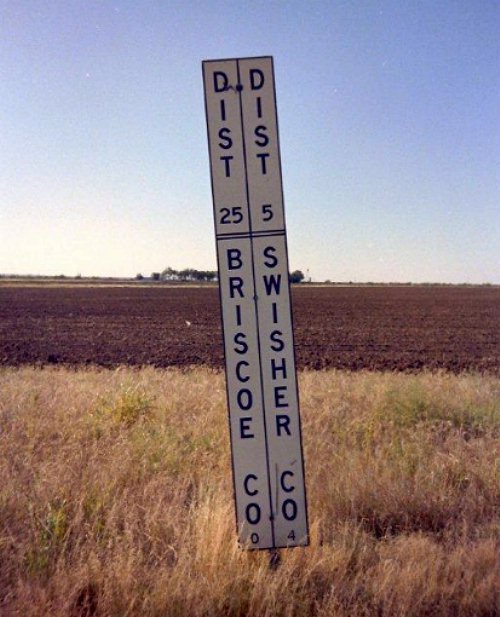 DIST 25
BRISCOE CO
0
DIST 5
SWISHER CO
4